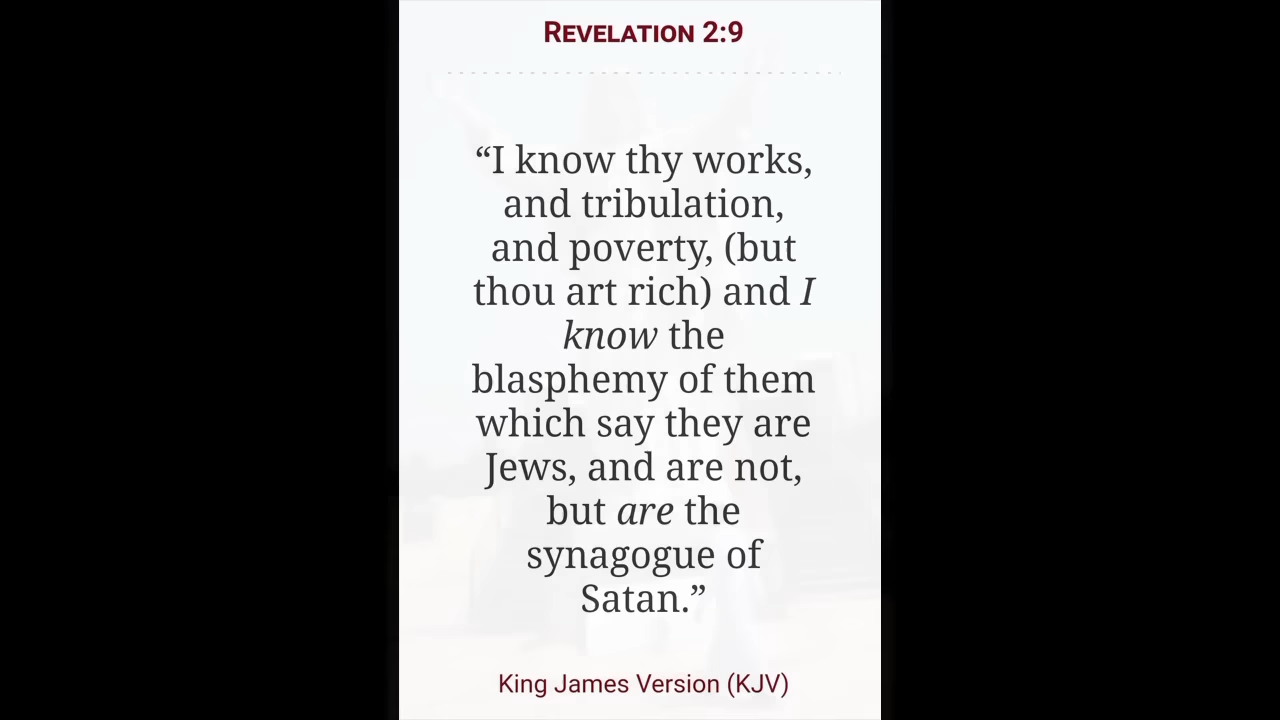 Revelation 2:9
“I know thy works,
and tribulation,
and poverty, (but
thou art rich) and I
know the
blasphemy of them
which say they are
Jews, and are not,
but are the
synagogue of
Satan.”
King James Version (KJV)